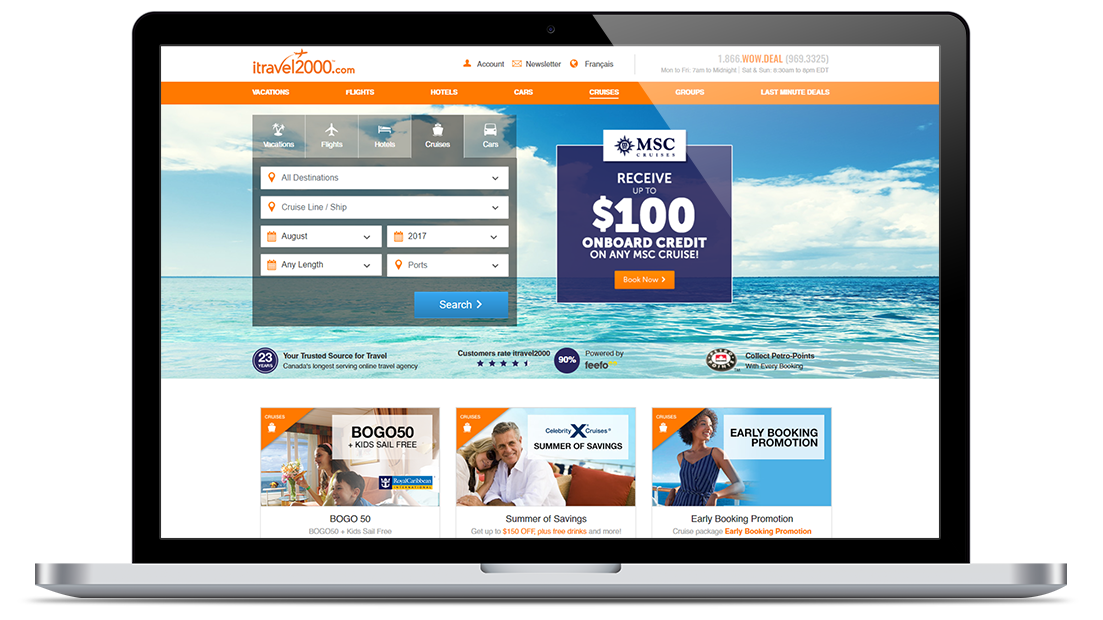 itravel2000.com
Account
Newsletter
Français
1.866.WOW.DEAL (969.3325)
Mon to Fri: 7am to Midnight | Sat & Sun: 8:30am to 8pm EDT
VACATIONS
FLIGHTS
HOTELS
CARS
CRUISES
GROUPS
LAST MINUTE DEALS
Vacations
Flights
Hotels
Cruises
Cars
All Destinations
Cruise Line / Ship
August
2017
Any Length
Ports
Search
MSC
CRUISES
RECEIVE
UP TO
$100
ONBOARD CREDIT
ON ANY MSC CRUISE!
Book Now
23
YEARS
Your Trusted Source for Travel
Canada's longest serving online travel agency
Customers rate itravel2000
90%
Powered by
feefo
Collect Petro-Points
With Every Booking
CRUISES
BOGO50
+ KIDS SAIL FREE
RoyalCaribbean
INTERNATIONAL
BOGO 50
BOGO50 + Kids Sail Free
CRUISES
Celebrity X Cruises®
SUMMER OF SAVINGS
Summer of Savings
Get up to $150 OFF, plus free drinks and more!
CRUISES
EARLY BOOKING
PROMOTION
Early Booking Promotion
Cruise package Early Booking Promotion